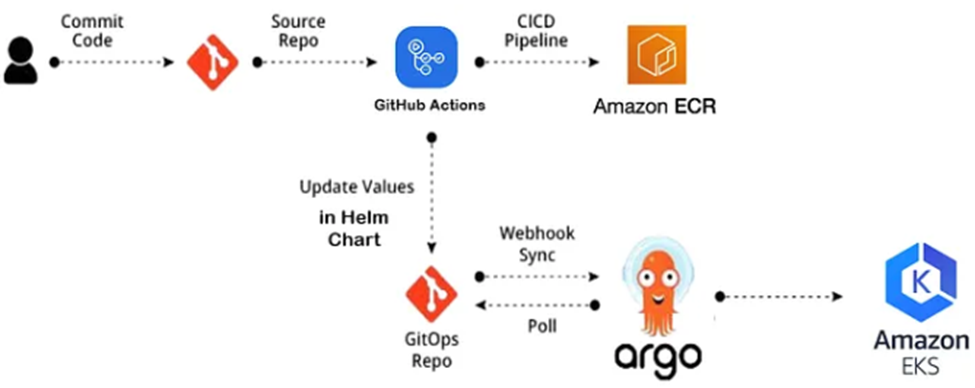 Commit
Code
Source
Repo
CICD
Pipeline
GitHub Actions
Amazon ECR
Update Values
in Helm
Chart
Webhook
Sync
Poll
GitOps
Repo
argo
K
Amazon
EKS